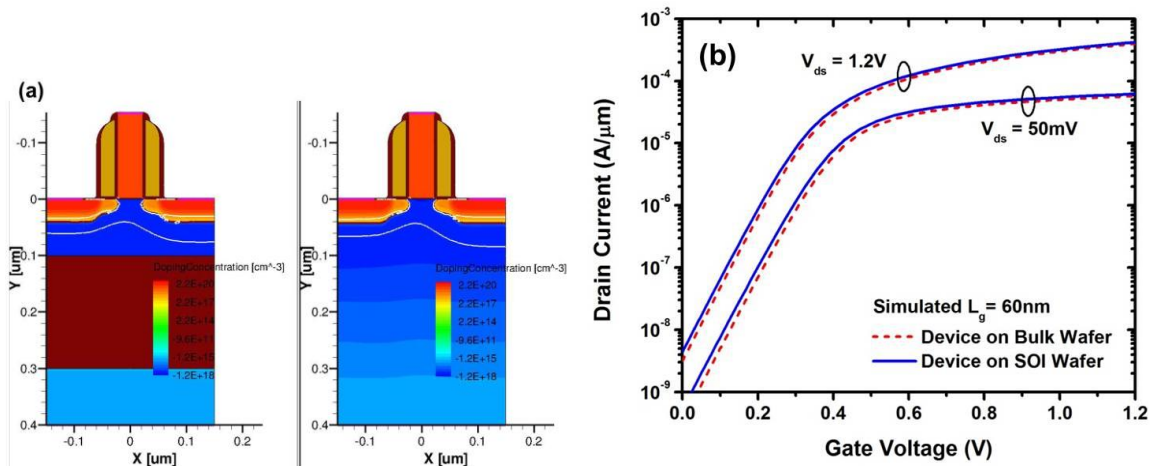 (a)
-0.1
0
0.1
0.2
0.3
0.4
Y [um]
DopingConcentration [cm^-3]
2.2E+20
2.2E+17
2.2E+14
-9.6E+11
-1.2E+15
-1.2E+18
-0.1 0 0.1 0.2
X [um]
-0.1
0
0.1
0.2
0.3
0.4
Y [um]
DopingConcentration [cm^-3]
2.2E+20
2.2E+17
2.2E+14
-9.6E+11
-1.2E+15
-1.2E+18
-0.1 0 0.1 0.2
X [um]
(b)
Drain Current (A/μm)
10⁻³
10⁻⁴
10⁻⁵
10⁻⁶
10⁻⁷
10⁻⁸
10⁻⁹
Vds = 1.2V
Vds = 50mV
Simulated Lg= 60nm
Device on Bulk Wafer
Device on SOI Wafer
0.0 0.2 0.4 0.6 0.8 1.0 1.2
Gate Voltage (V)